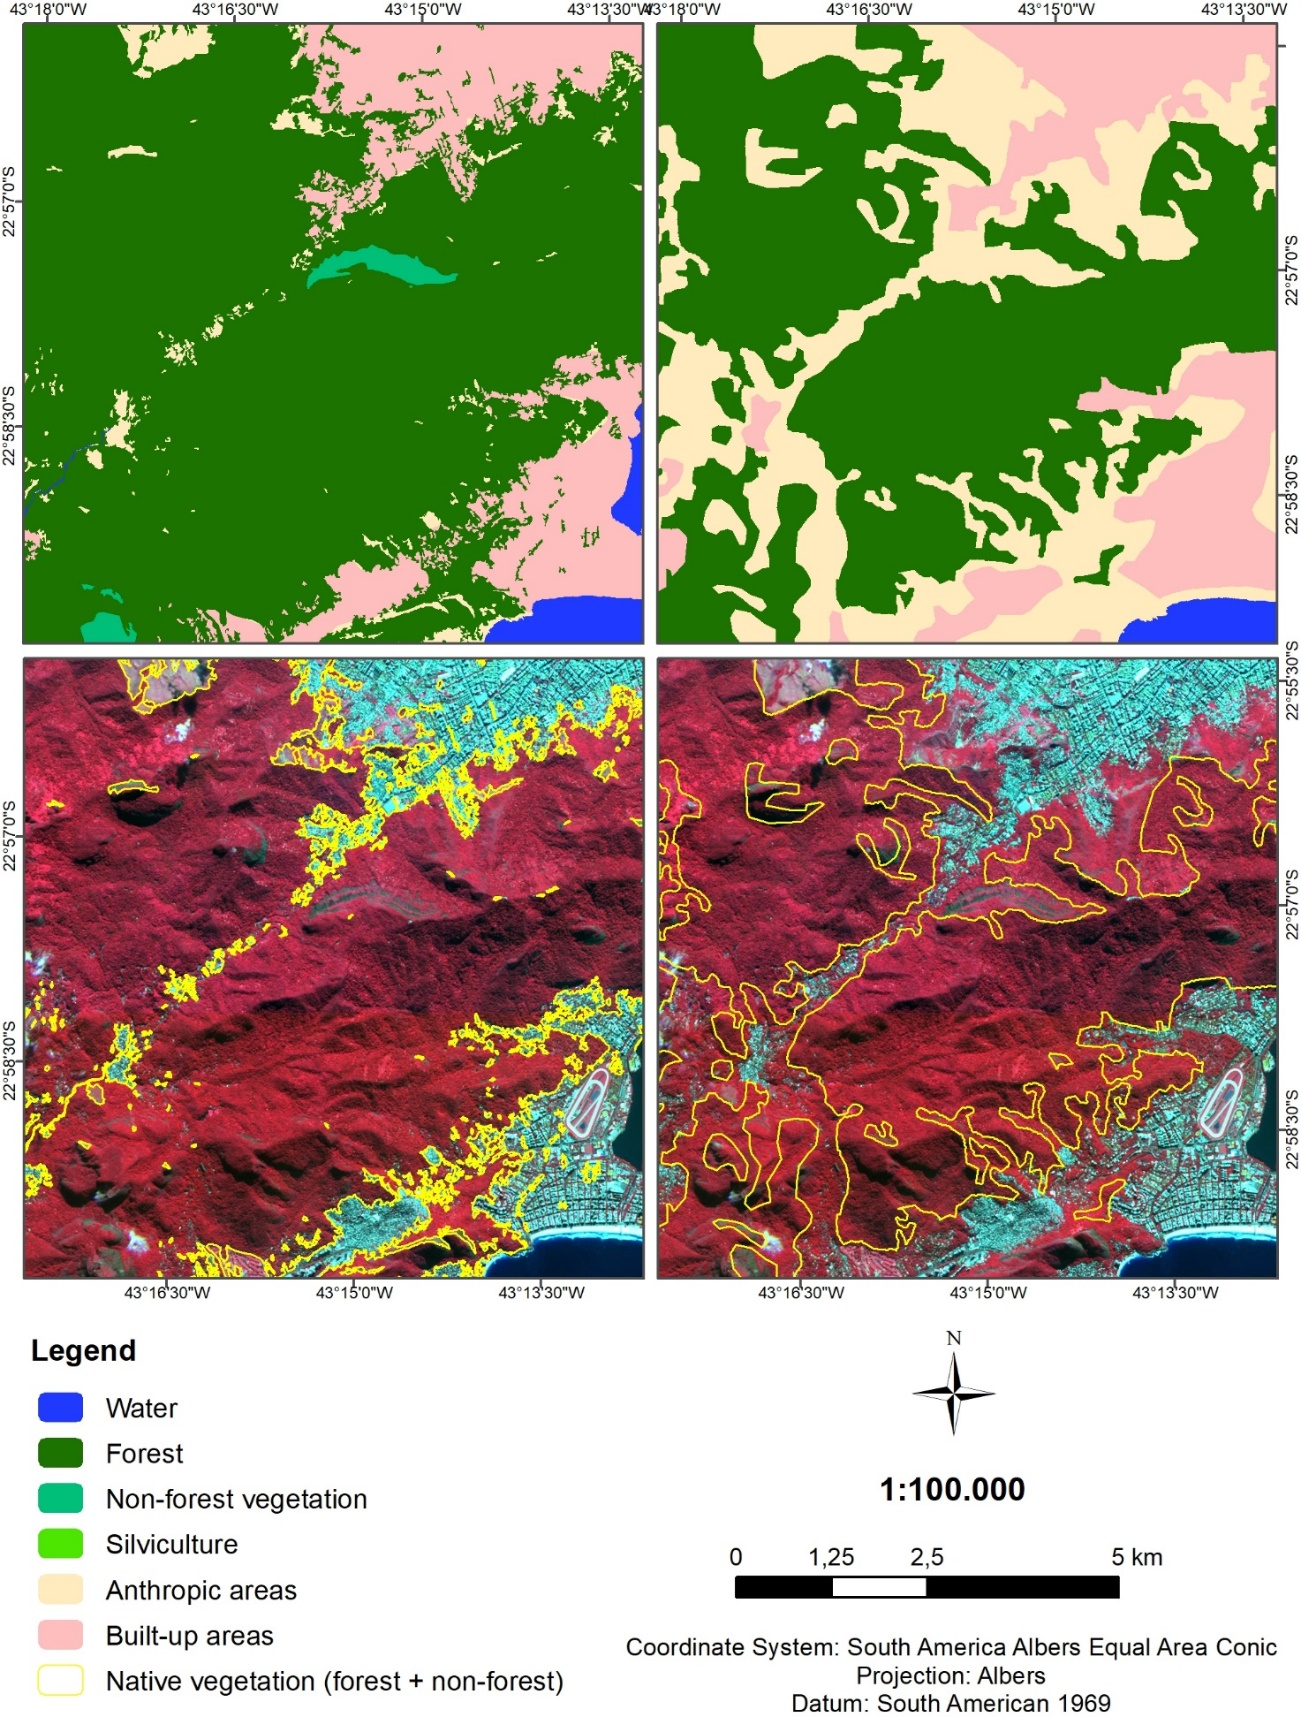 43°18'0"W 43°16'30"W 43°15'0"W 43°13'30"W 43°18'0"W 43°16'30"W 43°15'0"W 43°13'30"W
22°57'0"S
22°58'30"S
22°57'0"S
22°58'30"S
22°55'30"S
22°57'0"S
22°58'30"S
22°57'0"S
22°58'30"S
43°16'30"W 43°15'0"W 43°13'30"W 43°16'30"W 43°15'0"W 43°13'30"W
Legend
Water
Forest
Non-forest vegetation
Silviculture
Anthropic areas
Built-up areas
Native vegetation (forest + non-forest)
N
1:100.000
0 1,25 2,5 5 km
Coordinate System: South America Albers Equal Area Conic
Projection: Albers
Datum: South American 1969